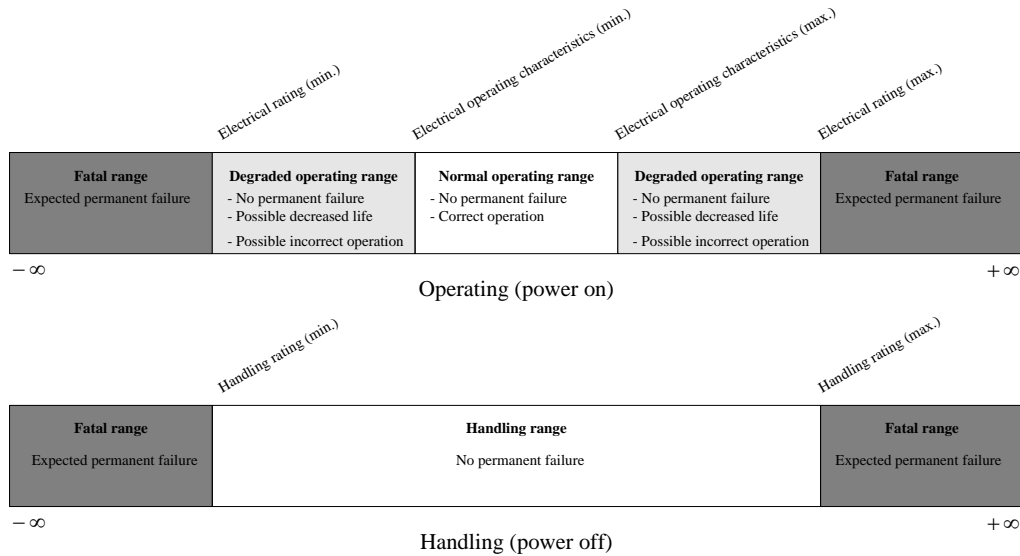 Electrical rating (min.)
Electrical operating characteristics (min.)
Electrical operating characteristics (max.)
Electrical rating (max.)
Fatal range
Expected permanent failure
Degraded operating range
- No permanent failure
- Possible decreased life
- Possible incorrect operation
Normal operating range
- No permanent failure
- Correct operation
Degraded operating range
- No permanent failure
- Possible decreased life
- Possible incorrect operation
Fatal range
Expected permanent failure
– ∞
+ ∞
Operating (power on)
Handling rating (min.)
Handling rating (max.)
Fatal range
Expected permanent failure
Handling range
No permanent failure
Fatal range
Expected permanent failure
– ∞
+ ∞
Handling (power off)